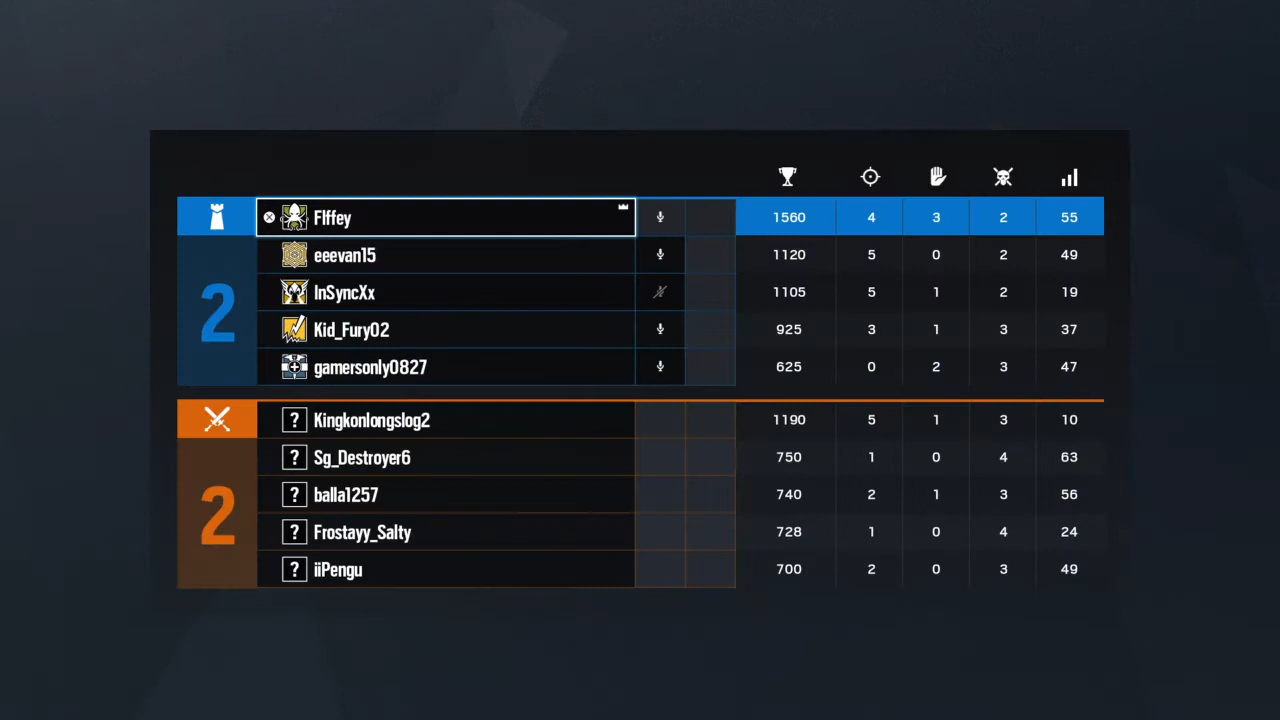 FIffey 1560 4 3 2 55
eeevan15 1120 5 0 2 49
InSyncXx 1105 5 1 2 19
2
Kid_Fury02 925 3 1 3 37
gamersonly0827 625 0 2 3 47
? Kingkonlongslog2 1190 5 1 3 10
? Sg_Destroyer6 750 1 0 4 63
? balla1257 740 2 1 3 56
2
? Frostayy_Salty 728 1 0 4 24
? iiPengu 700 2 0 3 49